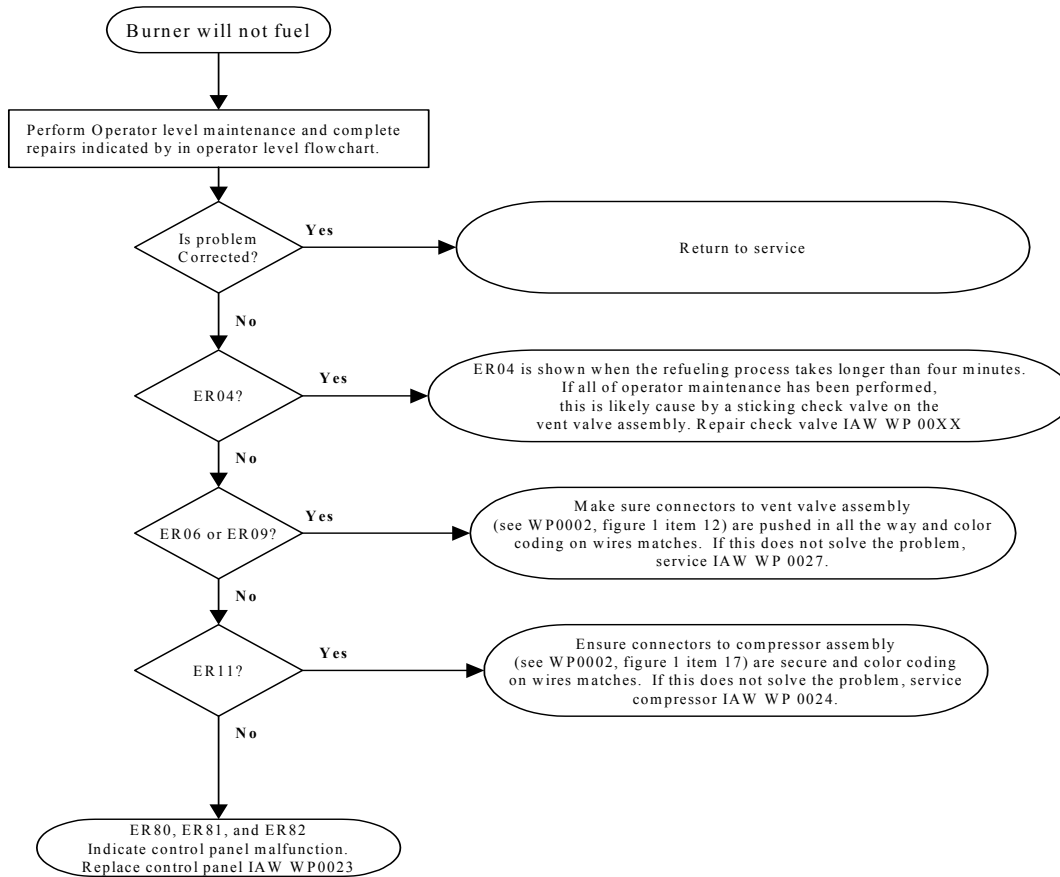 Burner will not fuel
Perform Operator level maintenance and complete
repairs indicated by in operator level flowchart.
Is problem
Corrected?
Yes
Return to service
No
ER04?
Yes
ER04 is shown when the refueling process takes longer than four minutes.
If all of operator maintenance has been performed,
this is likely cause by a sticking check valve on the
vent valve assembly. Repair check valve IAW WP 00XX
No
ER06 or ER09?
Yes
Make sure connectors to vent valve assembly
(see WP0002, figure 1 item 12) are pushed in all the way and color
coding on wires matches. If this does not solve the problem,
service IAW WP 0027.
No
ER11?
Yes
Ensure connectors to compressor assembly
(see WP0002, figure 1 item 17) are secure and color coding
on wires matches. If this does not solve the problem, service
compressor IAW WP 0024.
No
ER80, ER81, and ER82
Indicate control panel malfunction.
Replace control panel IAW WP0023